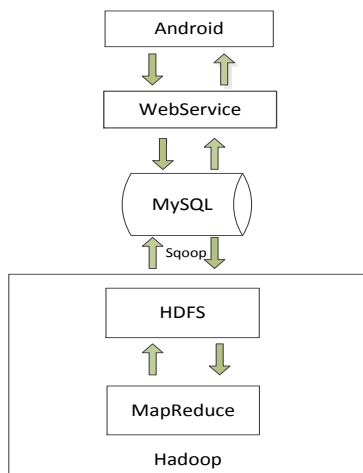 Android
WebService
MySQL
Sqoop
HDFS
MapReduce
Hadoop